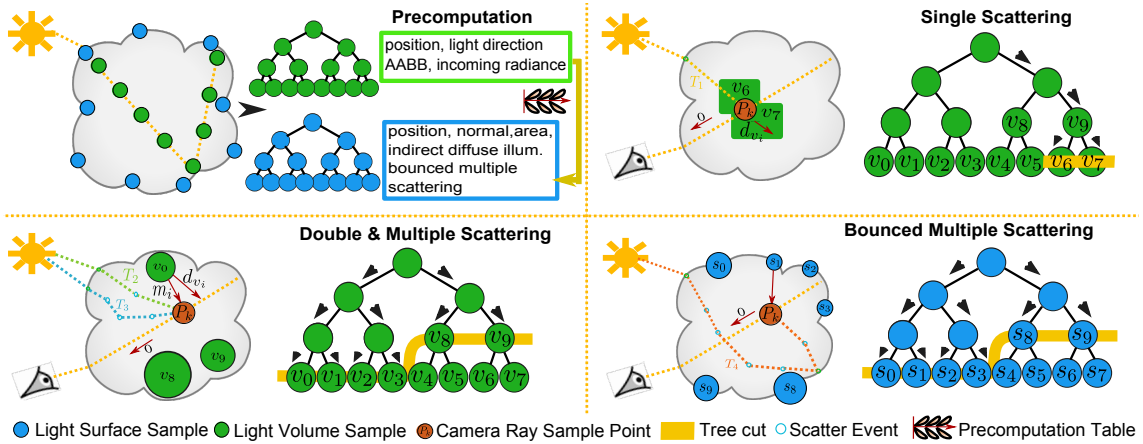 Precomputation
position, light direction
AABB, incoming radiance
position, normal,area,
indirect diffuse illum.
bounced multiple
scattering
Single Scattering
T1
v6
Pk
v7
o
dvi
v8 v9
v0 v1 v2 v3 v4 v5 v6 v7
Double & Multiple Scattering
T2
v0
dvi
mi
T3
Pk
o
v9
v8
v8 v9
v0 v1 v2 v3 v4 v5 v6 v7
Bounced Multiple Scattering
s0
s1
s2
s3
Pk
o
T4
s9
s8
s8 s9
s0 s1 s2 s3 s4 s5 s6 s7
Light Surface Sample Light Volume Sample Pk Camera Ray Sample Point Tree cut Scatter Event Precomputation Table